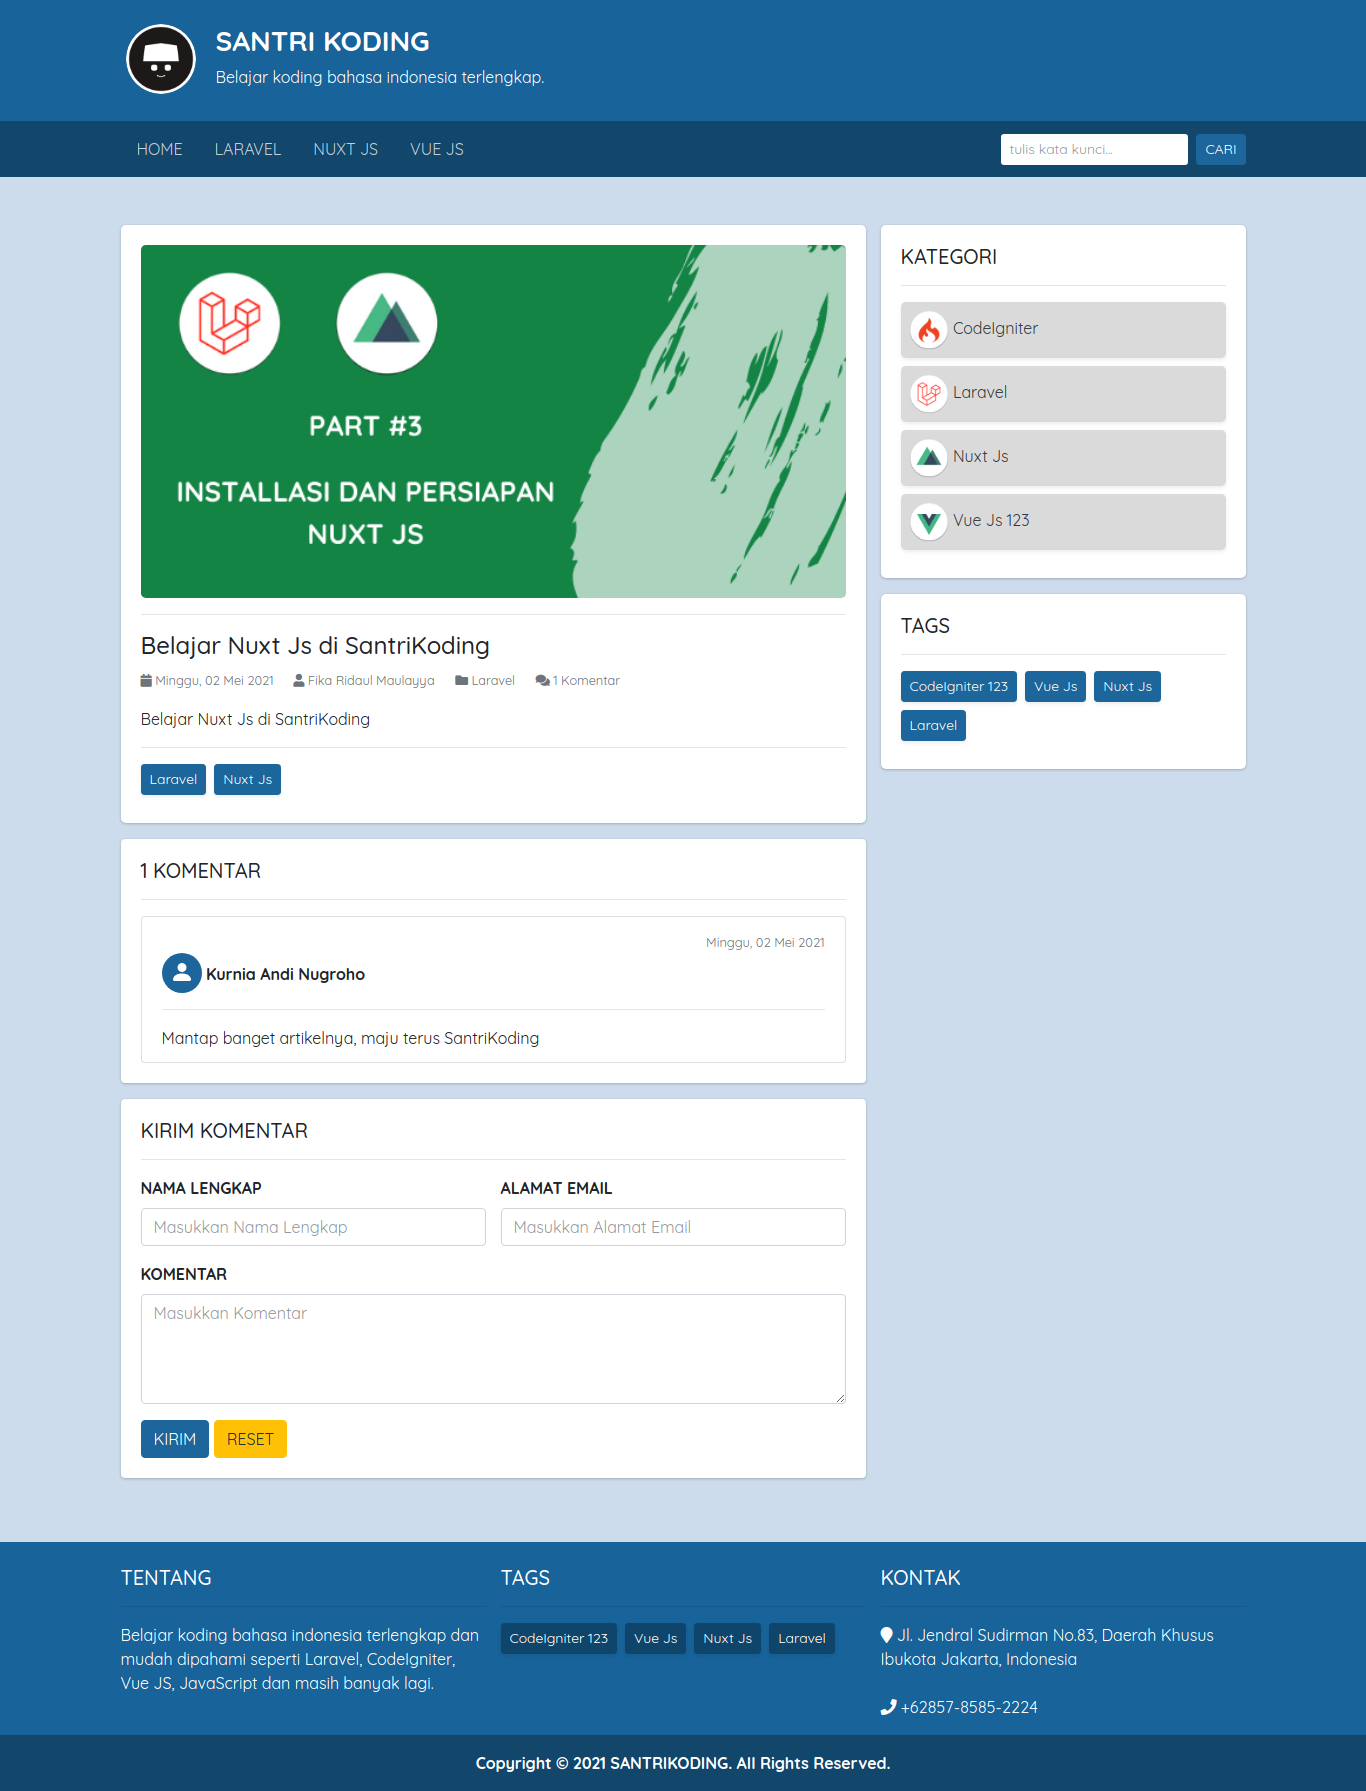 SANTRI KODING
Belajar koding bahasa indonesia terlengkap.
HOME LARAVEL NUXT JS VUE JS
tulis kata kunci... CARI
PART #3
INSTALLASI DAN PERSIAPAN
NUXT JS
Belajar Nuxt Js di SantriKoding
Minggu, 02 Mei 2021 Fika Ridaul Maulayya Laravel 1 Komentar
Belajar Nuxt Js di SantriKoding
Laravel Nuxt Js
KATEGORI
CodeIgniter
Laravel
Nuxt Js
Vue Js 123
TAGS
CodeIgniter 123 Vue Js Nuxt Js
Laravel
1 KOMENTAR
Minggu, 02 Mei 2021
Kurnia Andi Nugroho
Mantap banget artikelnya, maju terus SantriKoding
KIRIM KOMENTAR
NAMA LENGKAP ALAMAT EMAIL
Masukkan Nama Lengkap Masukkan Alamat Email
KOMENTAR
Masukkan Komentar
KIRIM RESET
TENTANG
Belajar koding bahasa indonesia terlengkap dan
mudah dipahami seperti Laravel, CodeIgniter,
Vue JS, JavaScript dan masih banyak lagi.
TAGS
CodeIgniter 123 Vue Js Nuxt Js Laravel
KONTAK
Jl. Jendral Sudirman No.83, Daerah Khusus
Ibukota Jakarta, Indonesia
+62857-8585-2224
Copyright © 2021 SANTRIKODING. All Rights Reserved.